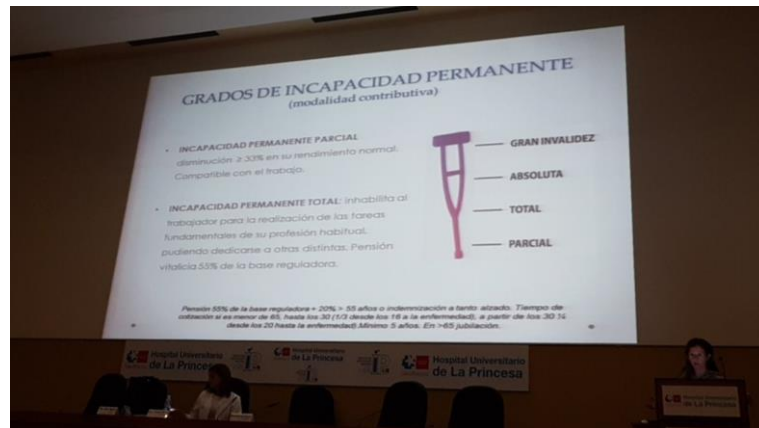 GRADOS DE INCAPACIDAD PERMANENTE
(modalidad contributiva)
• INCAPACIDAD PERMANENTE PARCIAL:
disminución ≥ 33% en su rendimiento normal.
Compatible con el trabajo.
• INCAPACIDAD PERMANENTE TOTAL: inhabilita al
trabajador para la realización de las tareas
fundamentales de su profesión habitual,
pudiendo dedicarse a otras distintas. Pensión
vitalicia 55% de la base reguladora.
GRAN INVALIDEZ
ABSOLUTA
TOTAL
PARCIAL
Pensión 55% de la base reguladora + 20% > 55 años o indemnización a tanto alzado. Tiempo de
cotización si es menor de 65, hasta los 30 (1/3 desde los 16 a la enfermedad), a partir de los 30 ¼
desde los 20 hasta la enfermedad).Mínimo 5 años. En >65 jubilación.
Hospital Universitario
de La Princesa
Hospital Universitario
de La Princesa
Hospital Universitario
de La Princesa
Hospital Universitario
de La Princesa